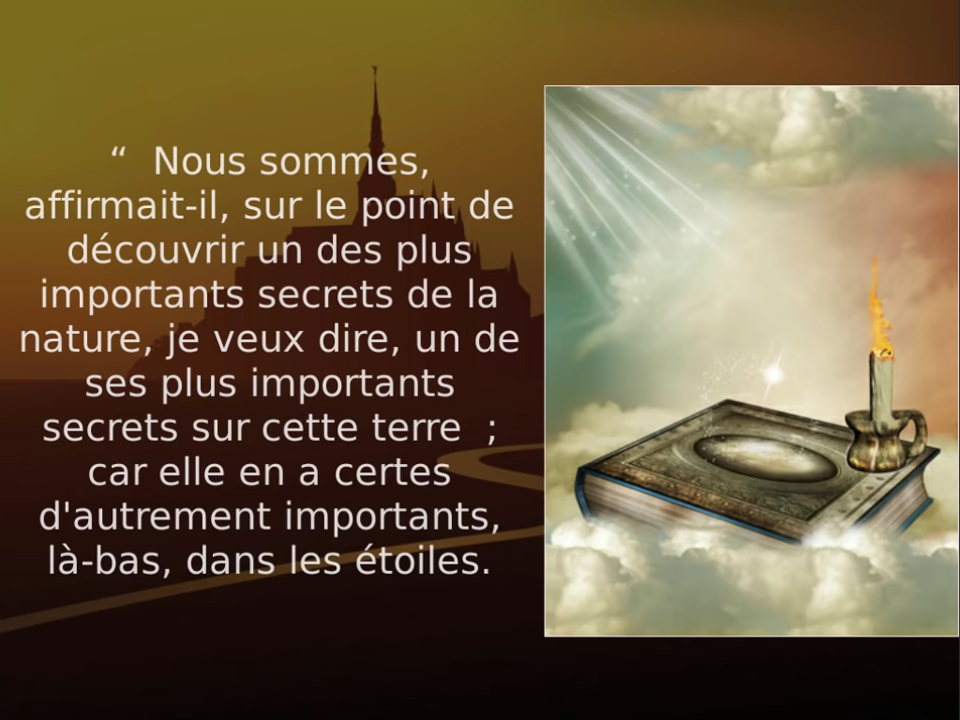 “  Nous sommes,
affirmait-il, sur le point de
découvrir un des plus
importants secrets de la
nature, je veux dire, un de
ses plus importants
secrets sur cette terre  ;
car elle en a certes
d'autrement importants,
là-bas, dans les étoiles.